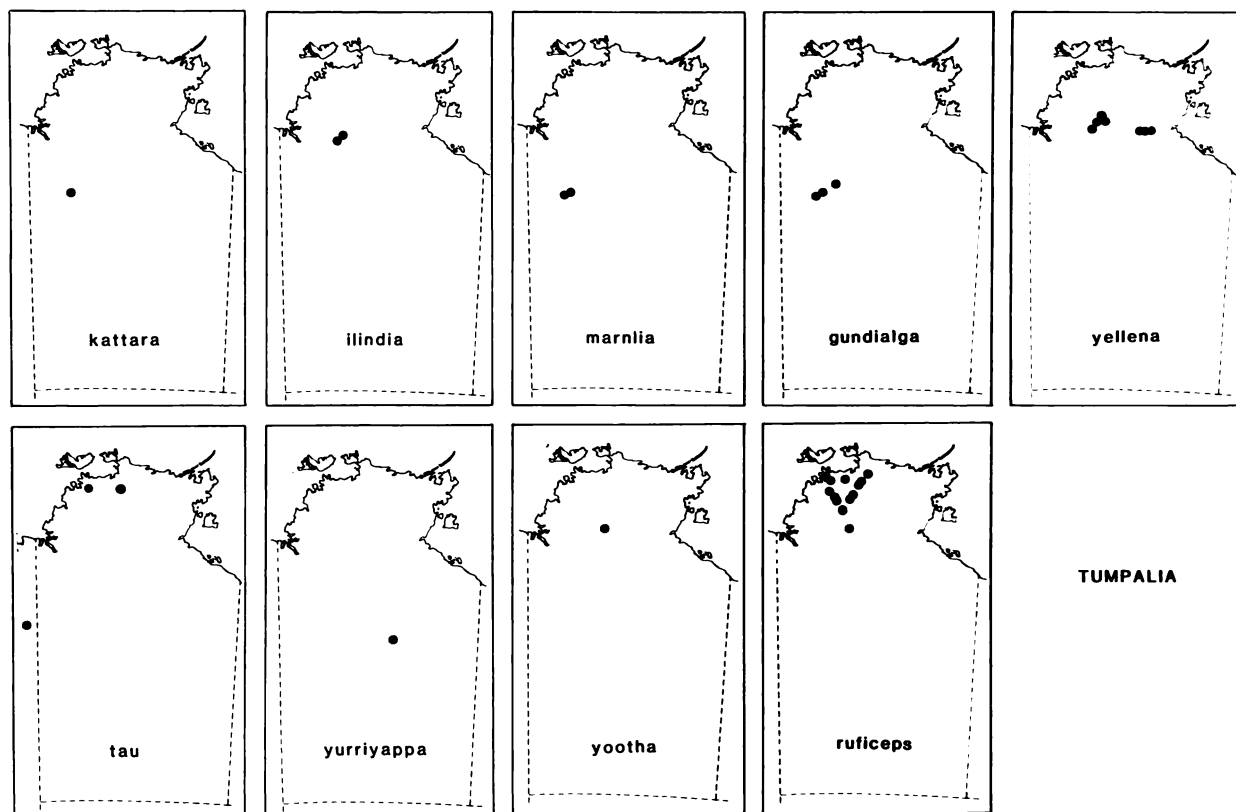 kattara
ilindia
marnlia
gundialga
yellena
tau
yurriyappa
yootha
ruficeps
TUMPALIA